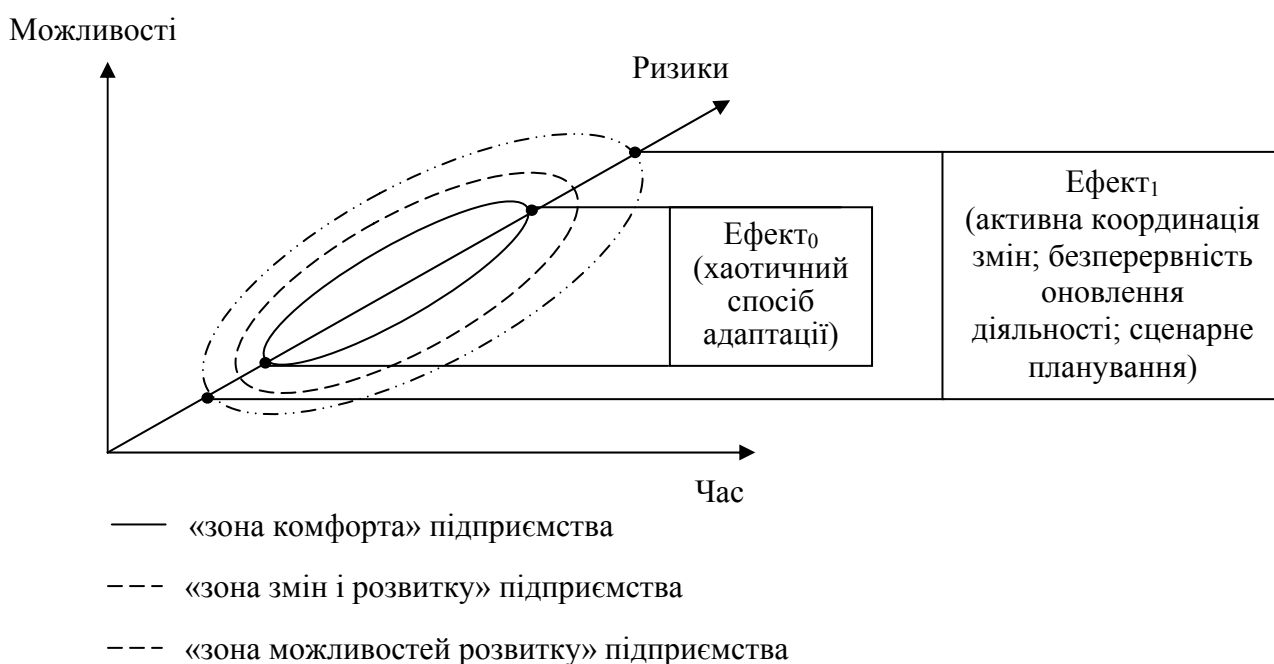 Можливості
Ризики
Ефект₁
(активна координація
змін; безперервність
оновлення
діяльності; сценарне
планування)
Ефект₀
(хаотичний
спосіб
адаптації)
Час
«зона комфорта» підприємства
«зона змін і розвитку» підприємства
«зона можливостей розвитку» підприємства